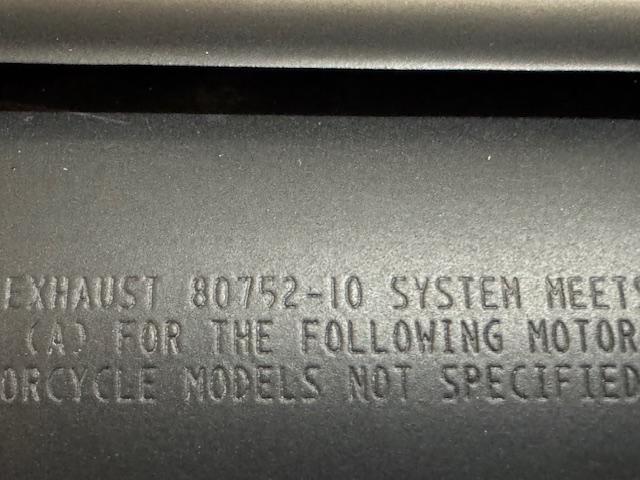 EXHAUST 80752-10 SYSTEM MEETS
(A) FOR THE FOLLOWING MOTOR
ORCYCLE MODELS NOT SPECIFIED